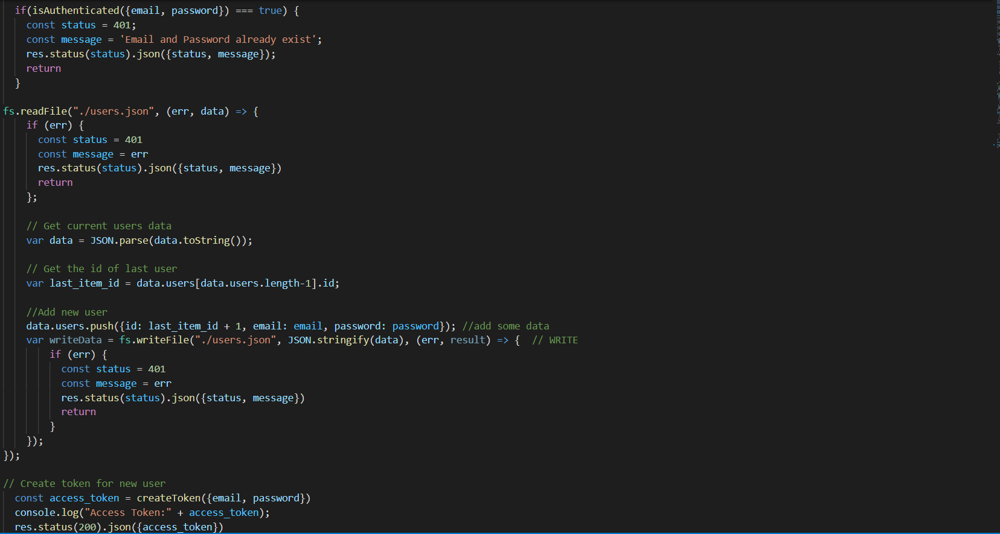 if(isAuthenticated({email, password}) === true) {
const status = 401;
const message = 'Email and Password already exist';
res.status(status).json({status, message});
return
}
fs.readFile("./users.json", (err, data) => {
if (err) {
const status = 401
const message = err
res.status(status).json({status, message})
return
};
// Get current users data
var data = JSON.parse(data.toString());
// Get the id of last user
var last_item_id = data.users[data.users.length-1].id;
//Add new user
data.users.push({id: last_item_id + 1, email: email, password: password}); //add some data
var writeData = fs.writeFile("./users.json", JSON.stringify(data), (err, result) => {  // WRITE
if (err) {
const status = 401
const message = err
res.status(status).json({status, message})
return
}
});
});
// Create token for new user
const access_token = createToken({email, password})
console.log("Access Token:" + access_token);
res.status(200).json({access_token})